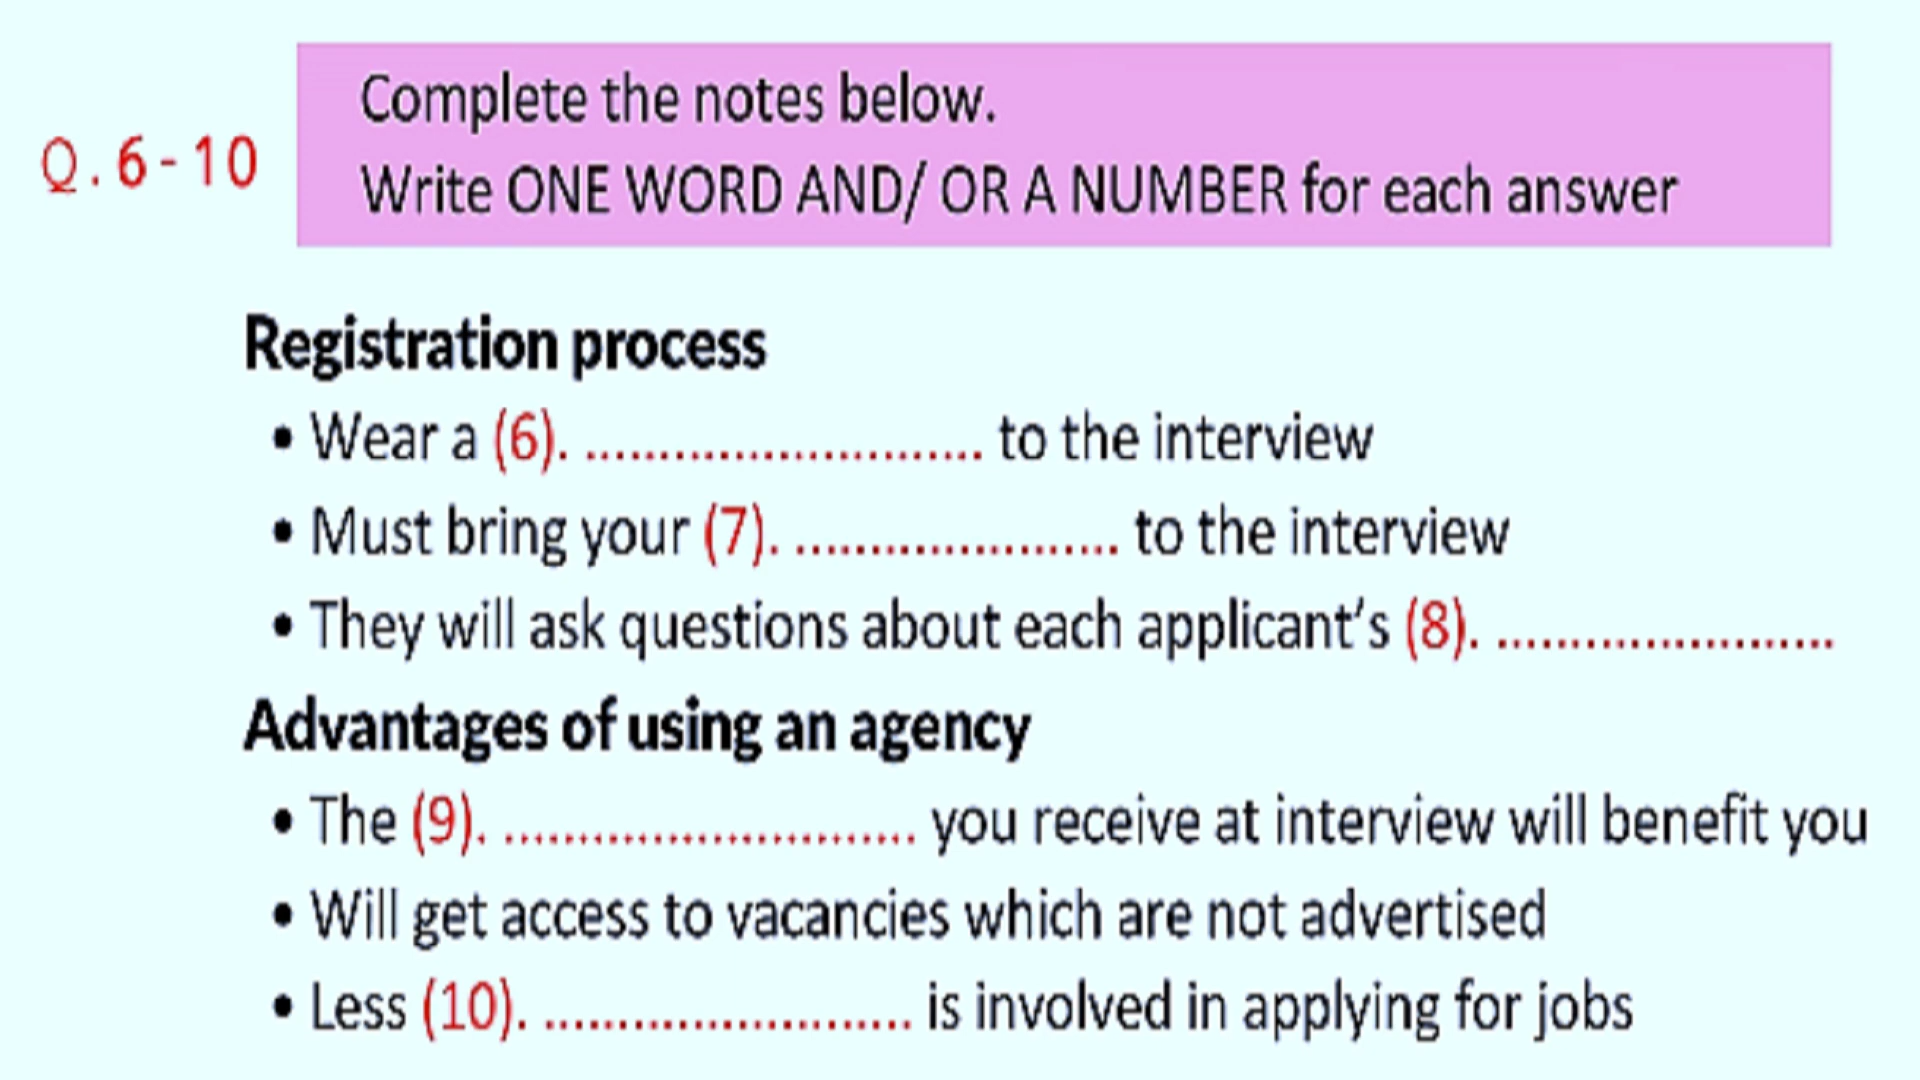 Complete the notes below.
Q.6-10
Write ONE WORD AND/ OR A NUMBER for each answer
Registration process
• Wear a (6). ........................... to the interview
• Must bring your (7). ...................... to the interview
• They will ask questions about each applicant's (8). .......................
Advantages of using an agency
• The (9). ............................ you receive at interview will benefit you
• Will get access to vacancies which are not advertised
• Less (10). ......................... is involved in applying for jobs